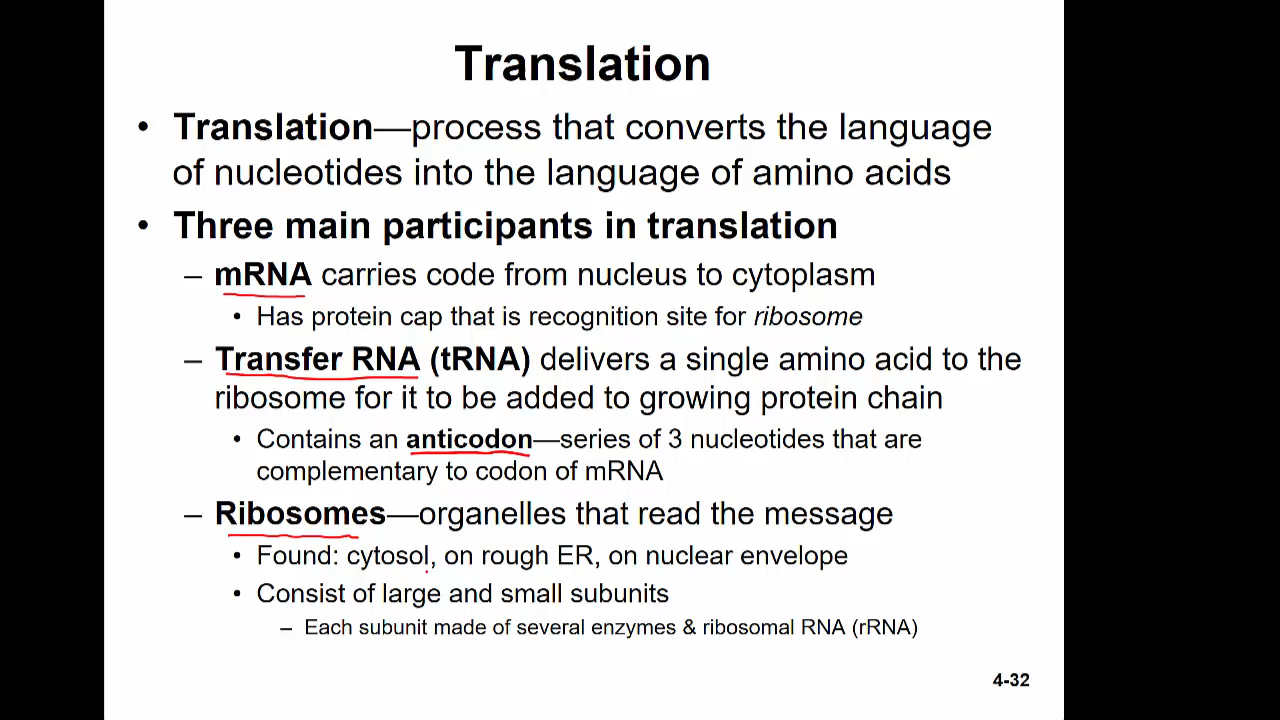 Translation
• Translation—process that converts the language
of nucleotides into the language of amino acids
• Three main participants in translation
– mRNA carries code from nucleus to cytoplasm
• Has protein cap that is recognition site for ribosome
– Transfer RNA (tRNA) delivers a single amino acid to the
ribosome for it to be added to growing protein chain
• Contains an anticodon—series of 3 nucleotides that are
complementary to codon of mRNA
– Ribosomes—organelles that read the message
• Found: cytosol, on rough ER, on nuclear envelope
• Consist of large and small subunits
– Each subunit made of several enzymes & ribosomal RNA (rRNA)
4-32